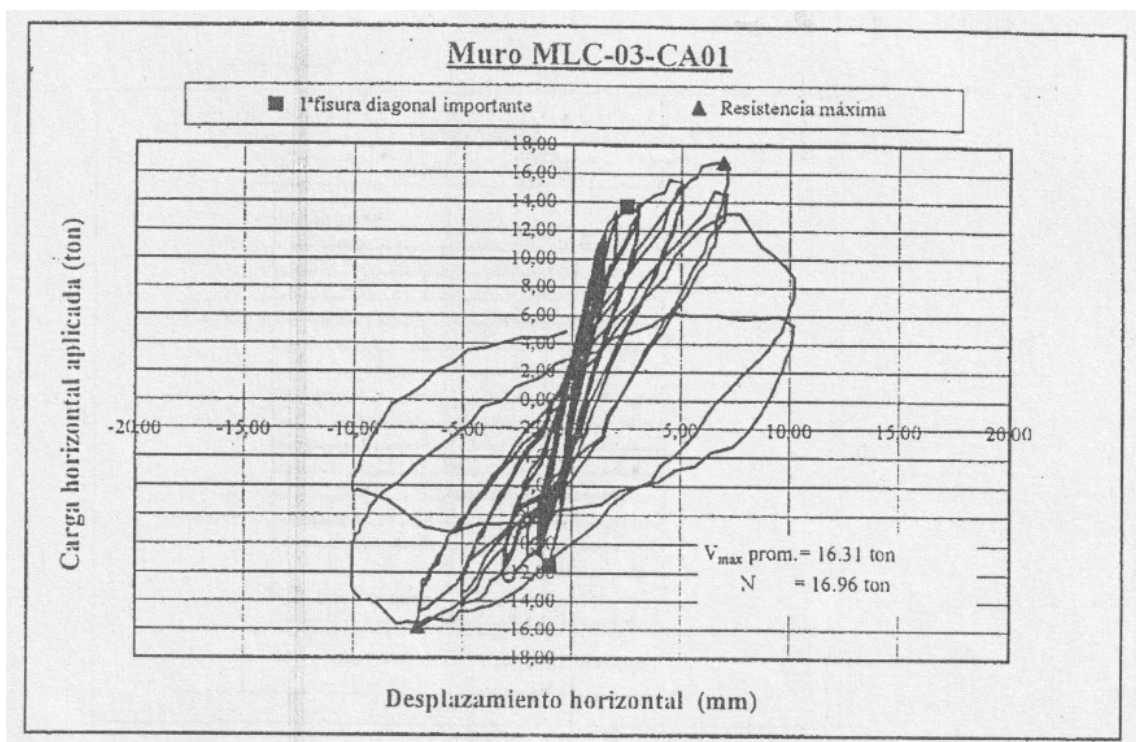 Muro MLC-03-CA01
■ 1ªfisura diagonal importante ▲ Resistencia máxima
18,00
16,00
14,00
12,00
10,00
8,00
6,00
4,00
2,00
0,00
-20,00 -15,00 -10,00 -5,00 5,00 10,00 15,00 20,00
12,00
14,00
16,00
18,00
Carga horizontal aplicada (ton)
Vmax prom.= 16.31 ton
N = 16.96 ton
Desplazamiento horizontal (mm)